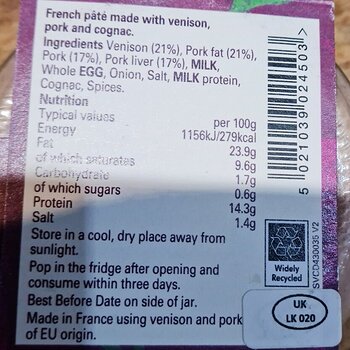 French pâté made with venison,
pork and cognac.
Ingredients Venison (21%), Pork fat (21%),
Pork (17%), Pork liver (17%), MILK,
Whole EGG, Onion, Salt, MILK protein,
Cognac, Spices.
Nutrition
Typical values per 100g
Energy 1156kJ/279kcal
Fat 23.9g
of which saturates 9.6g
Carbohydrate 1.7g
of which sugars 0.6g
Protein 14.3g
Salt 1.4g
Store in a cool, dry place away from
sunlight.
Pop in the fridge after opening and
consume within three days.
Best Before Date on side of jar.
Made in France using venison and pork
of EU origin.
5 021039 024503 >
Widely
Recycled
SVCD430035 V2
UK
LK 020